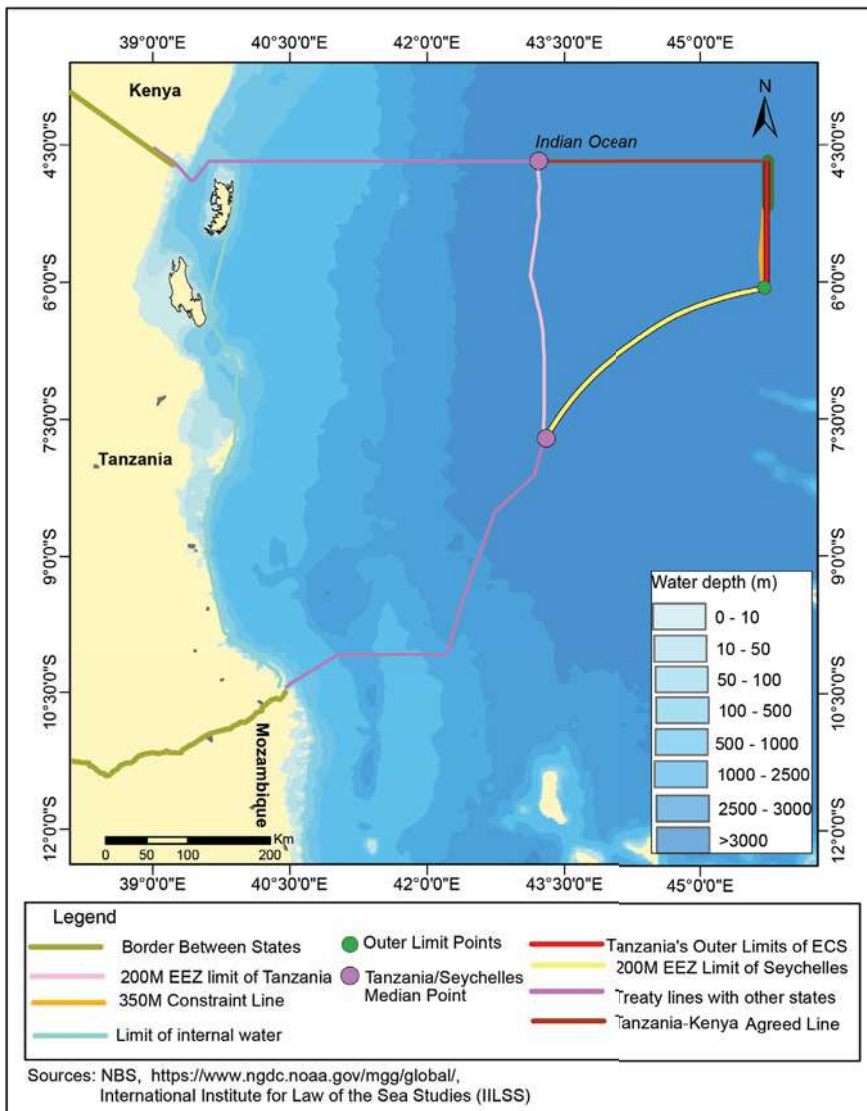 39°0'0"E 40°30'0"E 42°0'0"E 43°30'0"E 45°0'0"E
Kenya
N
Indian Ocean
4°30'0"S 4°30'0"S
6°0'0"S 6°0'0"S
7°30'0"S 7°30'0"S
Tanzania
9°0'0"S 9°0'0"S
Water depth (m)
0 - 10
10 - 50
50 - 100
100 - 500
500 - 1000
1000 - 2500
2500 - 3000
>3000
10°30'0"S 10°30'0"S
Mozambique
12°0'0"S 12°0'0"S
Km
0 50 100 200
39°0'0"E 40°30'0"E 42°0'0"E 43°30'0"E 45°0'0"E
Legend
Border Between States
200M EEZ limit of Tanzania
350M Constraint Line
Limit of internal water
Outer Limit Points
Tanzania/Seychelles
Median Point
Tanzania's Outer Limits of ECS
200M EEZ Limit of Seychelles
Treaty lines with other states
Tanzania-Kenya Agreed Line
Sources: NBS, https://www.ngdc.noaa.gov/mgg/global/,
International Institute for Law of the Sea Studies (IILSS)